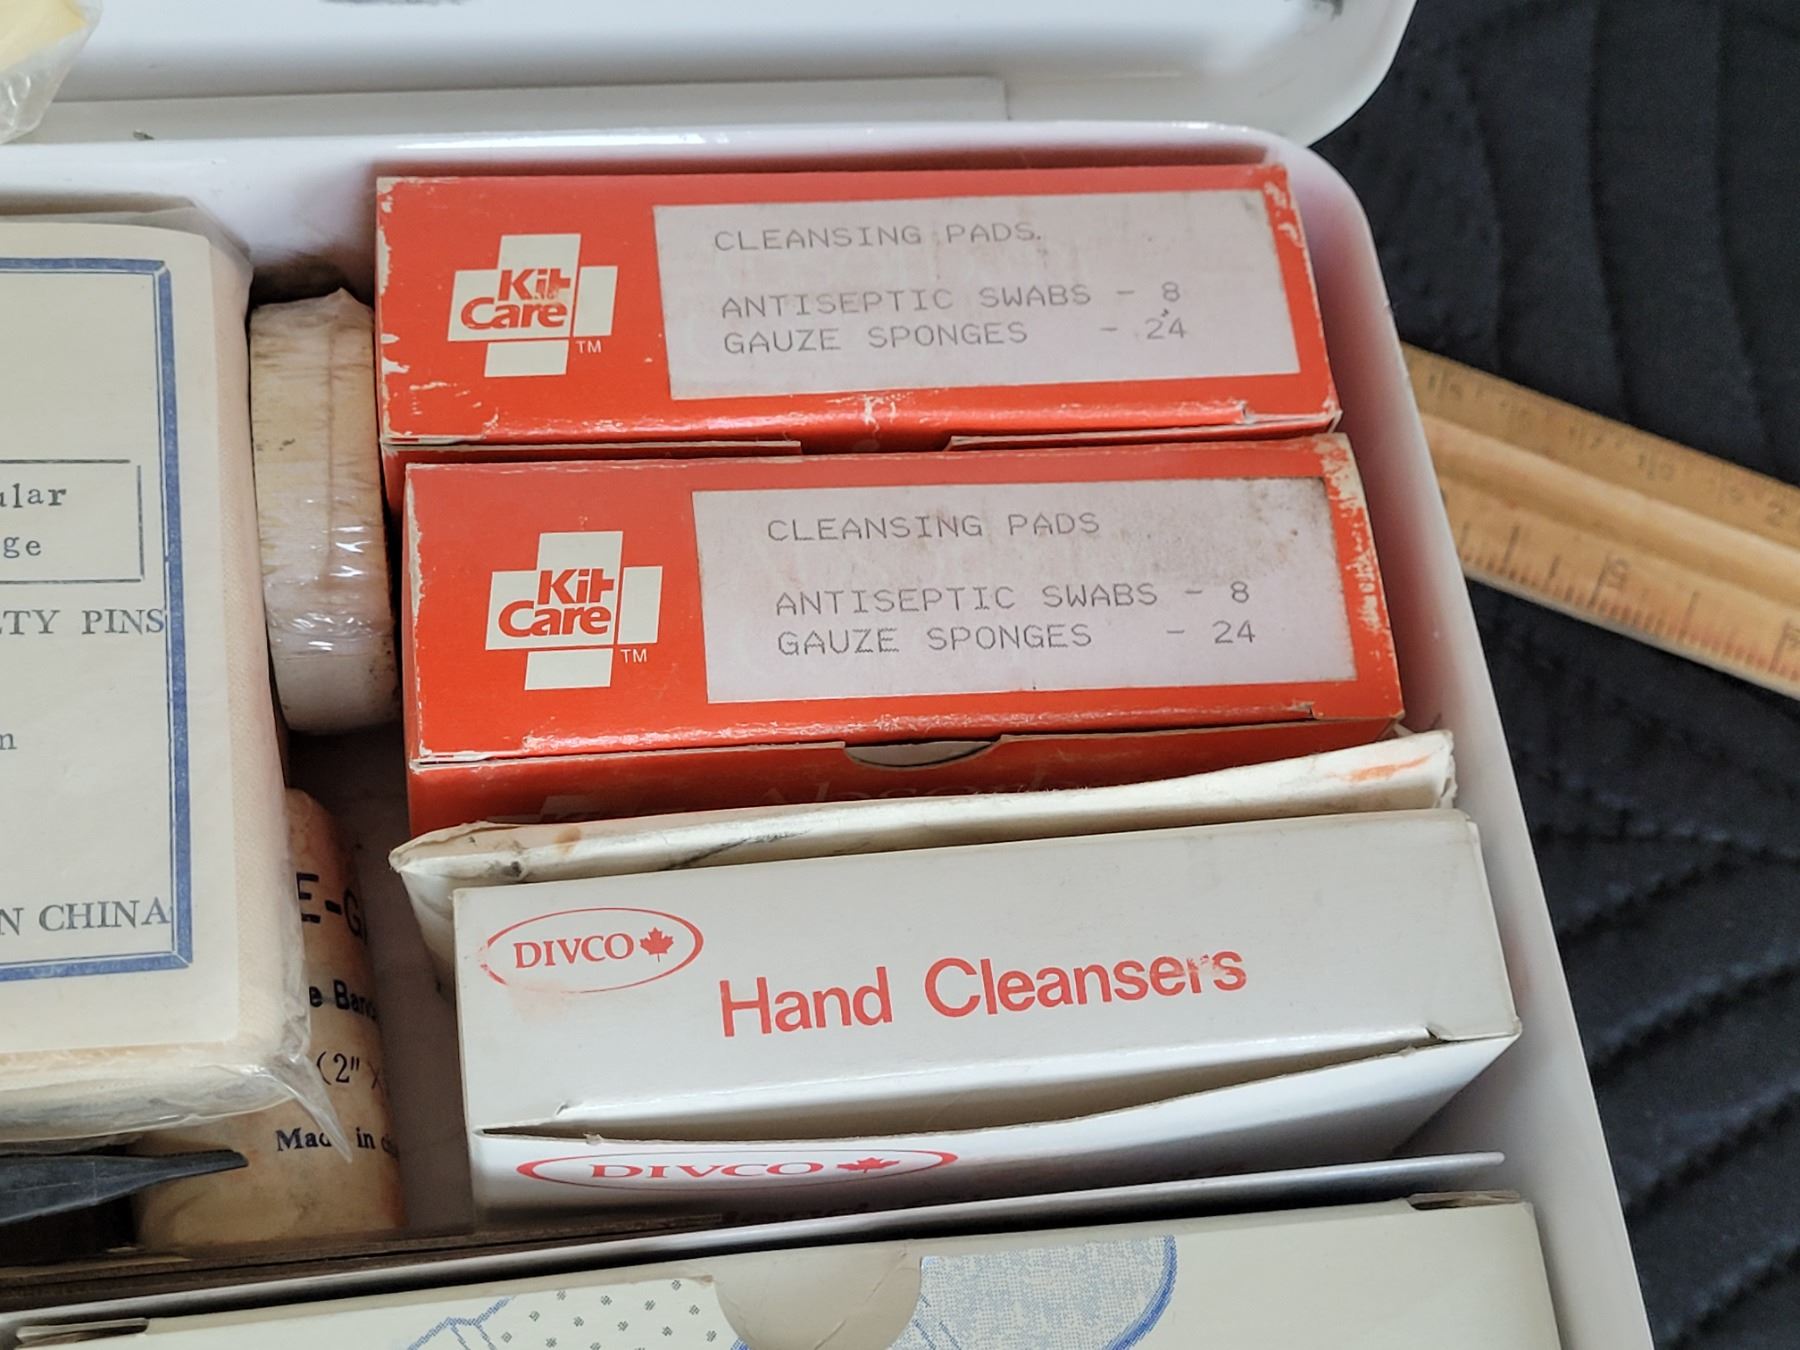 Kit
Care
TM
CLEANSING PADS
ANTISEPTIC SWABS - 8
GAUZE SPONGES - 24
Kit
Care
TM
CLEANSING PADS
ANTISEPTIC SWABS - 8
GAUZE SPONGES - 24
ular
ge
TY PINS
m
N CHINA
E-G
e Ban
(2" x
Made in
DIVCO
Hand Cleansers
DIVCO